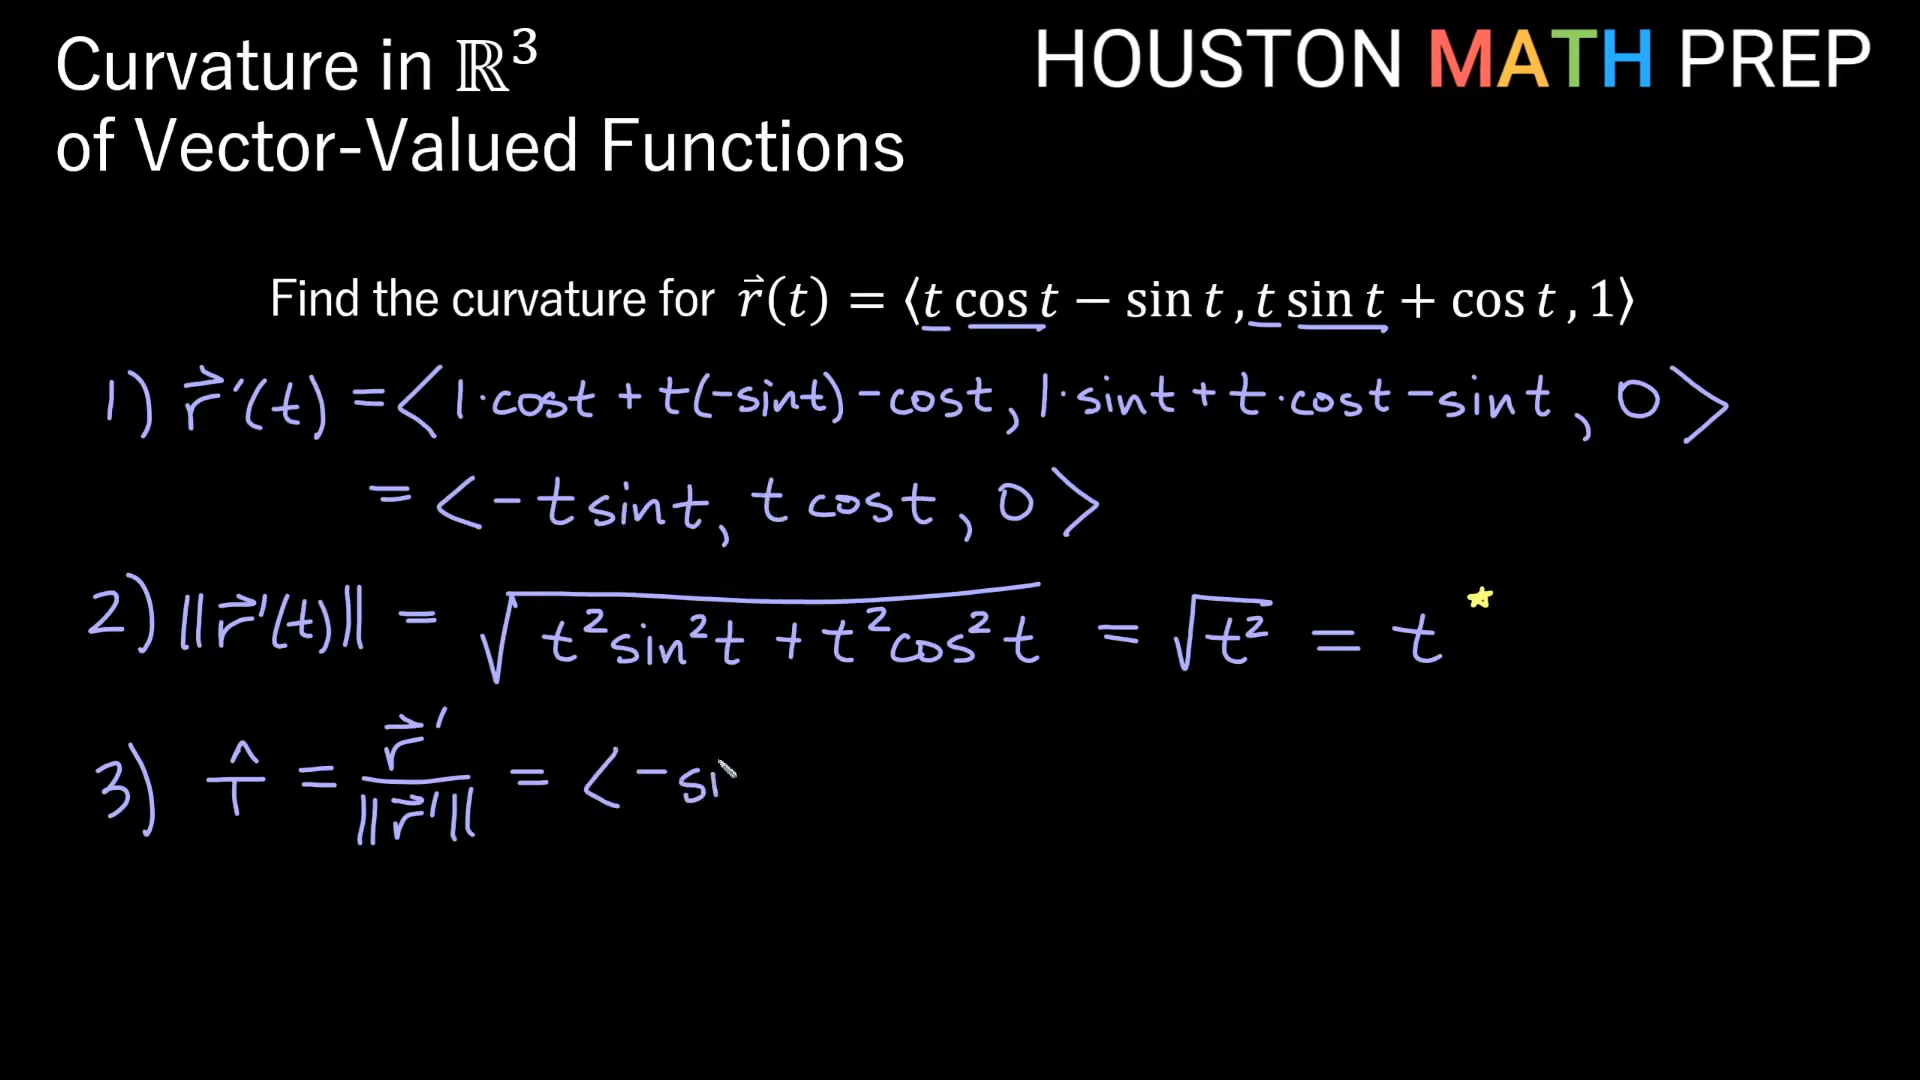 Curvature in ℝ³
of Vector-Valued Functions
HOUSTON MATH PREP
Find the curvature for r⃗(t) = ⟨t cos t − sin t, t sin t + cos t, 1⟩
1) r⃗'(t) = <1·cost + t(-sint) - cost, 1·sint + t·cost - sint, 0>
= <-t sint, t cost, 0>
2) ||r⃗'(t)|| = √(t²sin²t + t²cos²t) = √t² = t *
3) T̂ = r⃗'/||r⃗'|| = < -si